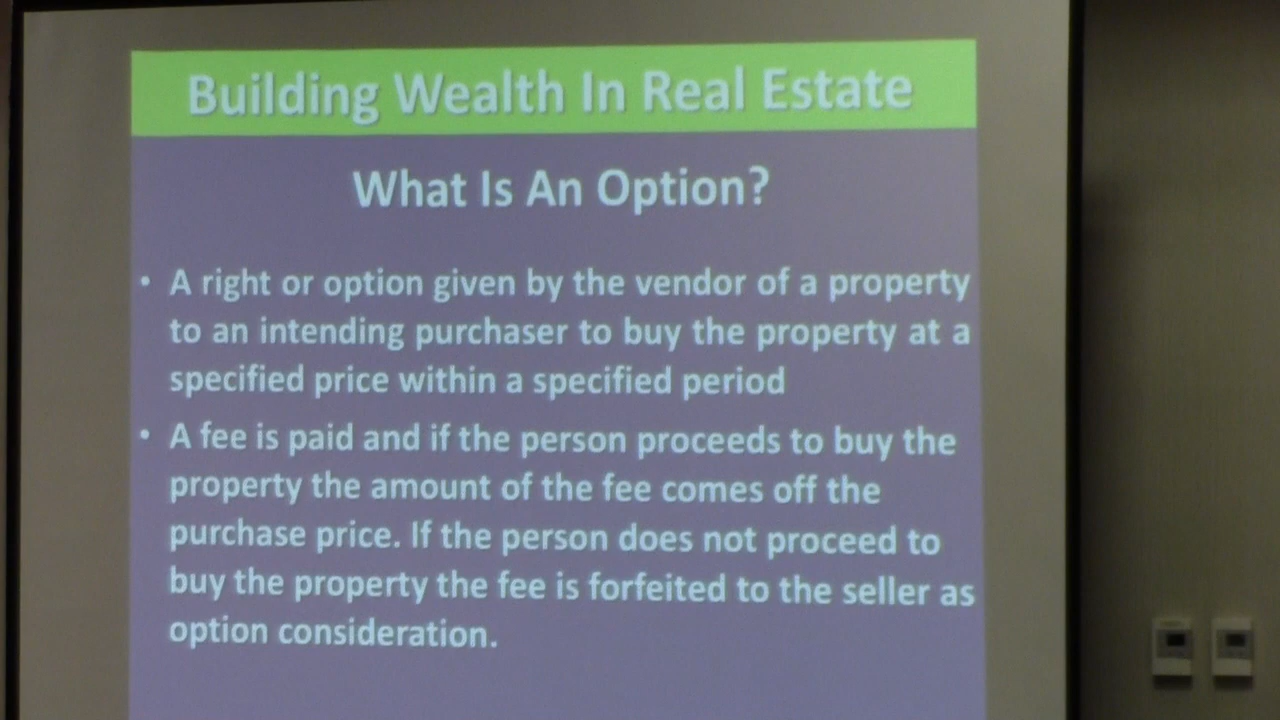 Building Wealth In Real Estate
What Is An Option?
• A right or option given by the vendor of a property
to an intending purchaser to buy the property at a
specified price within a specified period
• A fee is paid and if the person proceeds to buy the
property the amount of the fee comes off the
purchase price. If the person does not proceed to
buy the property the fee is forfeited to the seller as
option consideration.